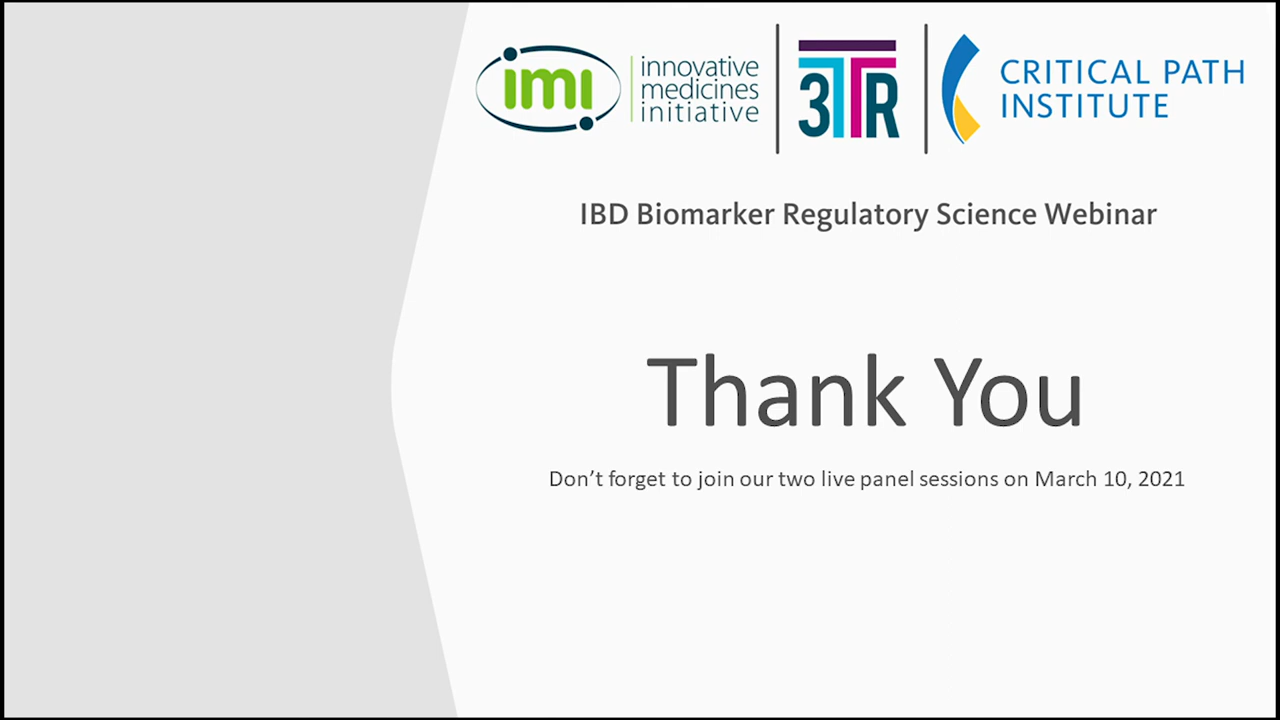 imi
innovative
medicines
initiative
3TR
CRITICAL PATH
INSTITUTE
IBD Biomarker Regulatory Science Webinar
Thank You
Don’t forget to join our two live panel sessions on March 10, 2021